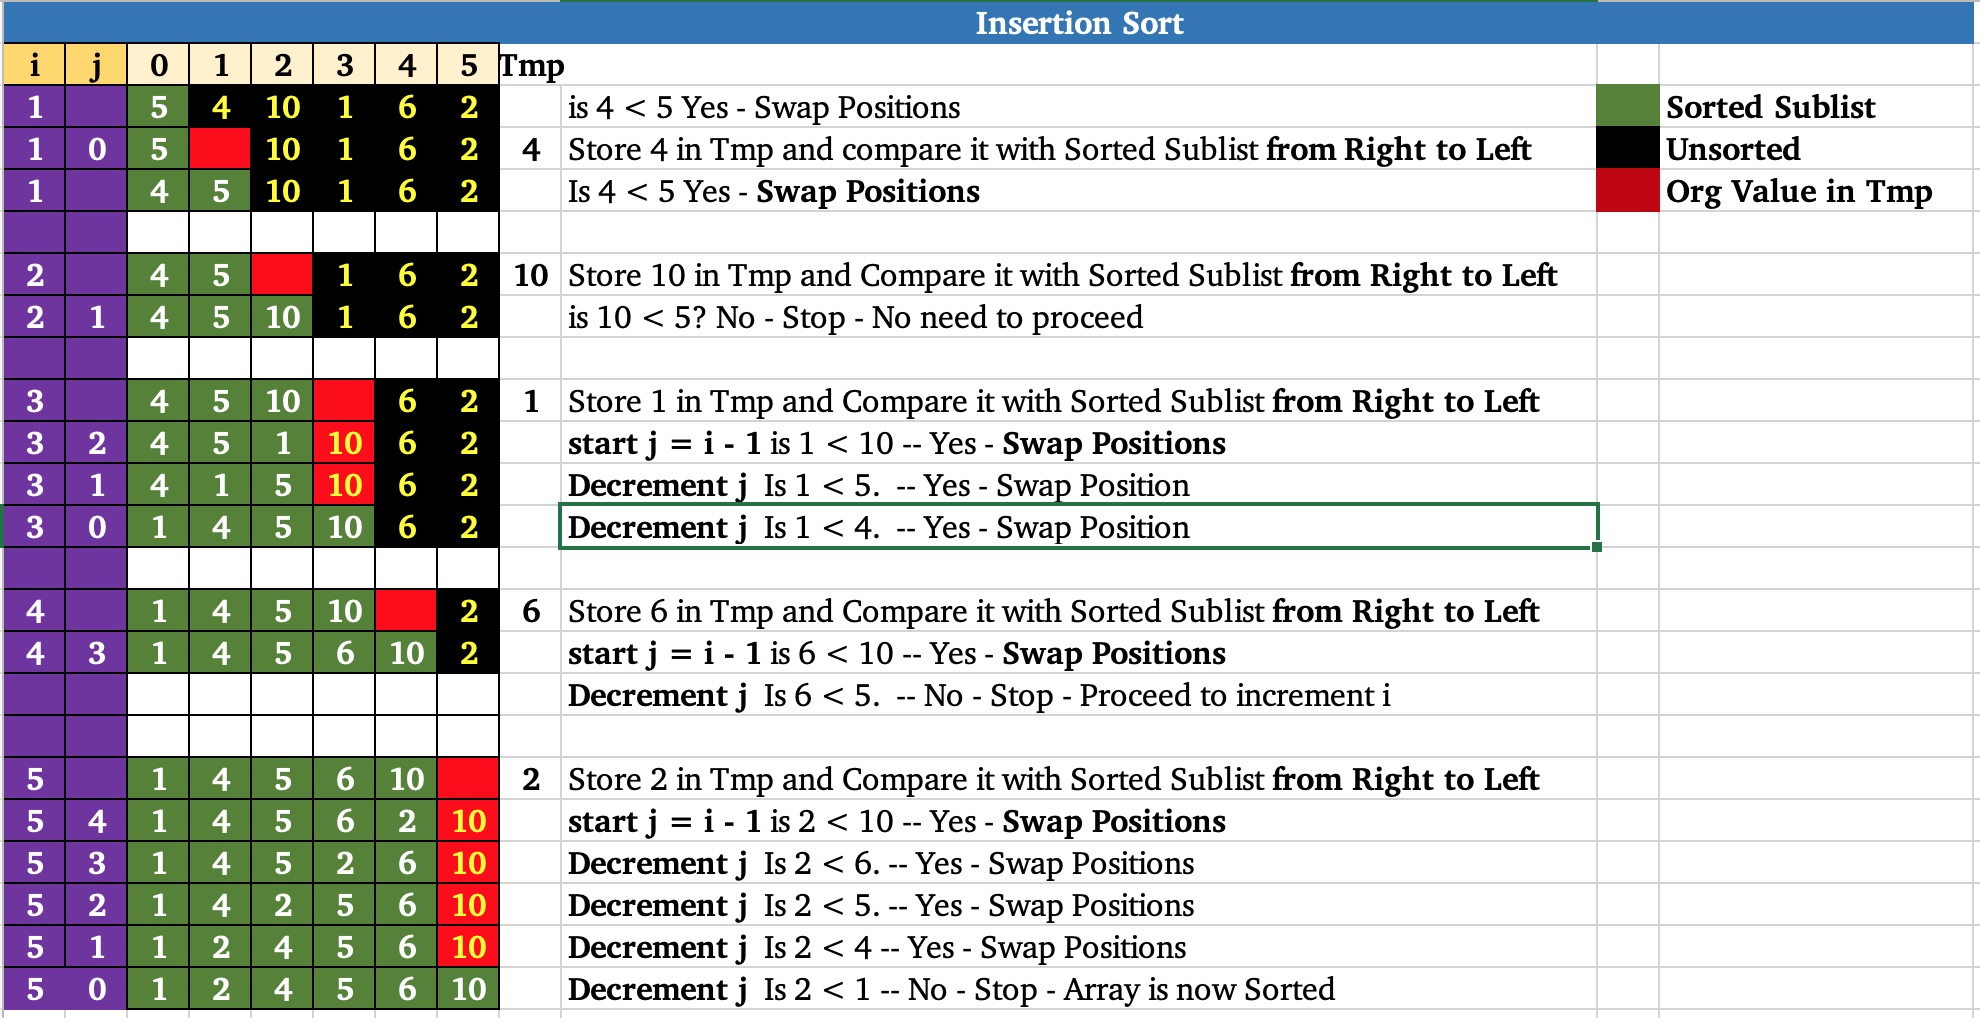 Insertion Sort
i j 0 1 2 3 4 5 Tmp
1 5 4 10 1 6 2 is 4 < 5 Yes - Swap Positions Sorted Sublist
1 0 5 10 1 6 2 4 Store 4 in Tmp and compare it with Sorted Sublist from Right to Left Unsorted
1 4 5 10 1 6 2 Is 4 < 5 Yes - Swap Positions Org Value in Tmp
2 4 5 1 6 2 10 Store 10 in Tmp and Compare it with Sorted Sublist from Right to Left
2 1 4 5 10 1 6 2 is 10 < 5? No - Stop - No need to proceed
3 4 5 10 6 2 1 Store 1 in Tmp and Compare it with Sorted Sublist from Right to Left
3 2 4 5 1 10 6 2 start j = i - 1 is 1 < 10 -- Yes - Swap Positions
3 1 4 1 5 10 6 2 Decrement j Is 1 < 5. -- Yes - Swap Position
3 0 1 4 5 10 6 2 Decrement j Is 1 < 4. -- Yes - Swap Position
4 1 4 5 10 2 6 Store 6 in Tmp and Compare it with Sorted Sublist from Right to Left
4 3 1 4 5 6 10 2 start j = i - 1 is 6 < 10 -- Yes - Swap Positions
Decrement j Is 6 < 5. -- No - Stop - Proceed to increment i
5 1 4 5 6 10 2 Store 2 in Tmp and Compare it with Sorted Sublist from Right to Left
5 4 1 4 5 6 2 10 start j = i - 1 is 2 < 10 -- Yes - Swap Positions
5 3 1 4 5 2 6 10 Decrement j Is 2 < 6. -- Yes - Swap Positions
5 2 1 4 2 5 6 10 Decrement j Is 2 < 5. -- Yes - Swap Positions
5 1 1 2 4 5 6 10 Decrement j Is 2 < 4 -- Yes - Swap Positions
5 0 1 2 4 5 6 10 Decrement j Is 2 < 1 -- No - Stop - Array is now Sorted